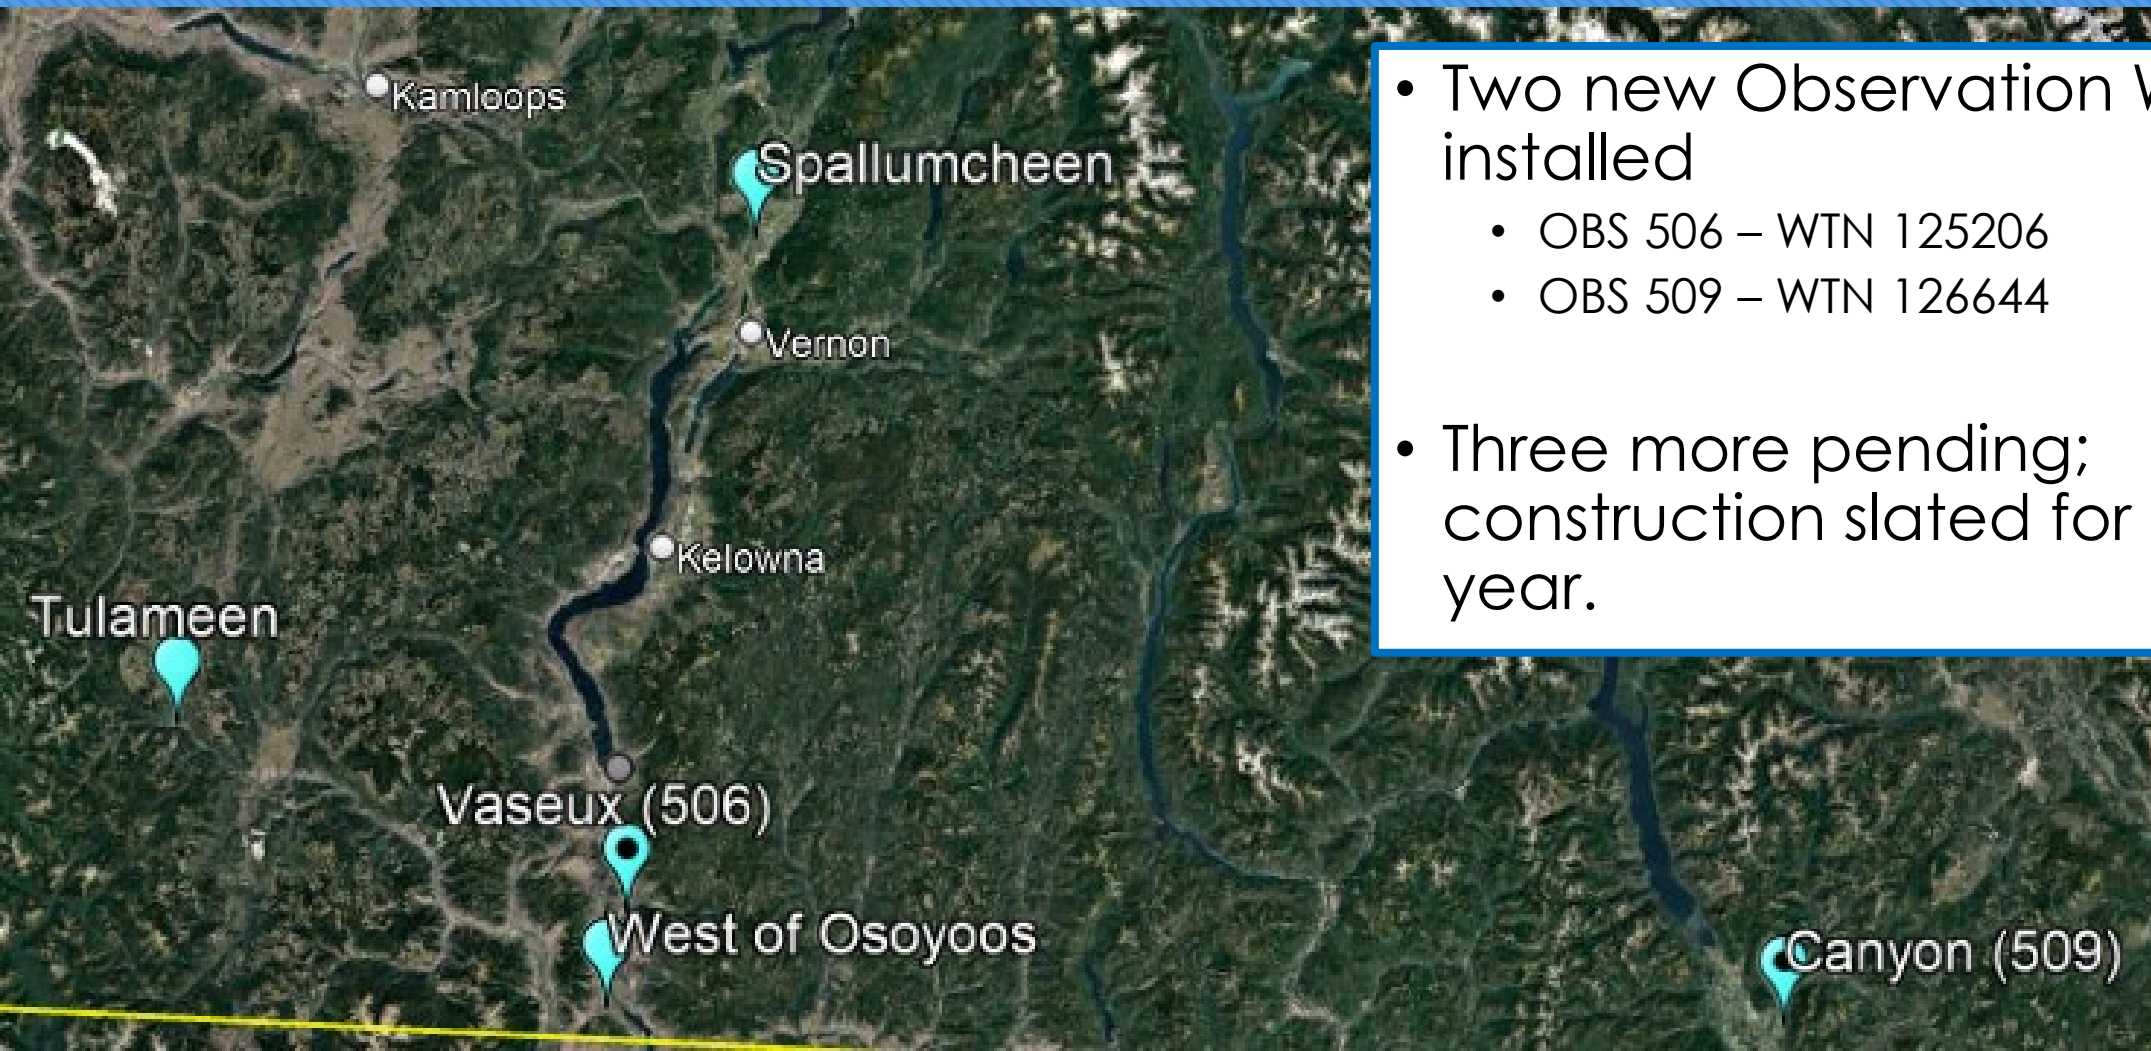 • Two new Observation
installed
• OBS 506 – WTN 125206
• OBS 509 – WTN 126644
• Three more pending;
construction slated for
year.
Kamloops
Spallumcheen
Vernon
Kelowna
Tulameen
Vaseux (506)
West of Osoyoos
Canyon (509)